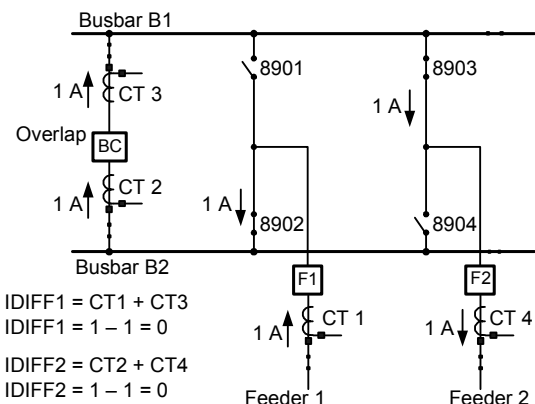 Busbar B1
8901
8903
1 A
CT 3
1 A
Overlap
BC
1 A
CT 2
1 A
8902
8904
Busbar B2
F1
F2
IDIFF1 = CT1 + CT3
IDIFF1 = 1 – 1 = 0
1 A
CT 1
1 A
CT 4
IDIFF2 = CT2 + CT4
IDIFF2 = 1 – 1 = 0
Feeder 1
Feeder 2